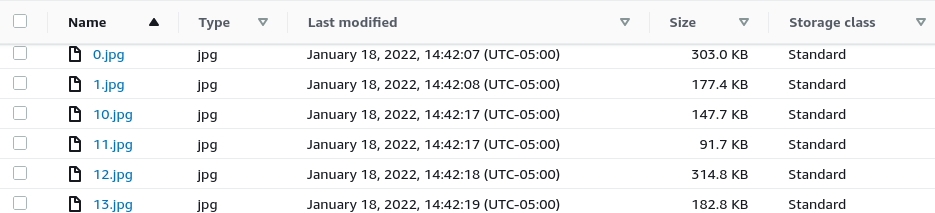 Name Type Last modified Size Storage class
0.jpg jpg January 18, 2022, 14:42:07 (UTC-05:00) 303.0 KB Standard
1.jpg jpg January 18, 2022, 14:42:08 (UTC-05:00) 177.4 KB Standard
10.jpg jpg January 18, 2022, 14:42:17 (UTC-05:00) 147.7 KB Standard
11.jpg jpg January 18, 2022, 14:42:17 (UTC-05:00) 91.7 KB Standard
12.jpg jpg January 18, 2022, 14:42:18 (UTC-05:00) 314.8 KB Standard
13.jpg jpg January 18, 2022, 14:42:19 (UTC-05:00) 182.8 KB Standard